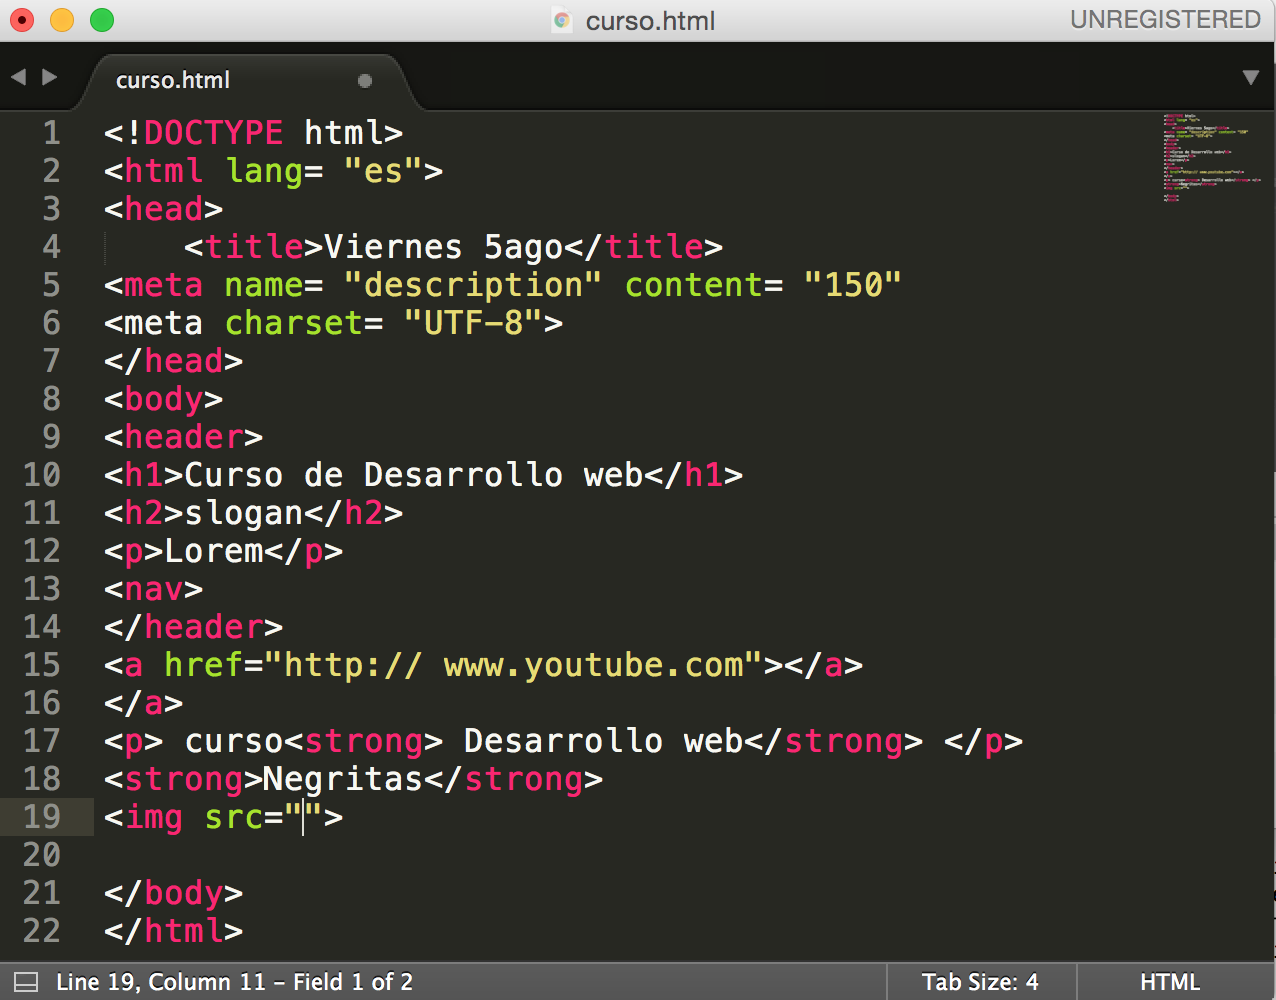 curso.html
UNREGISTERED
curso.html
1 <!DOCTYPE html>
2 <html lang= "es">
3 <head>
4     <title>Viernes 5ago</title>
5 <meta name= "description" content= "150"
6 <meta charset= "UTF-8">
7 </head>
8 <body>
9 <header>
10 <h1>Curso de Desarrollo web</h1>
11 <h2>slogan</h2>
12 <p>Lorem</p>
13 <nav>
14 </header>
15 <a href="http:// www.youtube.com"></a>
16 </a>
17 <p> curso<strong> Desarrollo web</strong> </p>
18 <strong>Negritas</strong>
19 <img src="">
20
21 </body>
22 </html>
Line 19, Column 11 – Field 1 of 2
Tab Size: 4
HTML